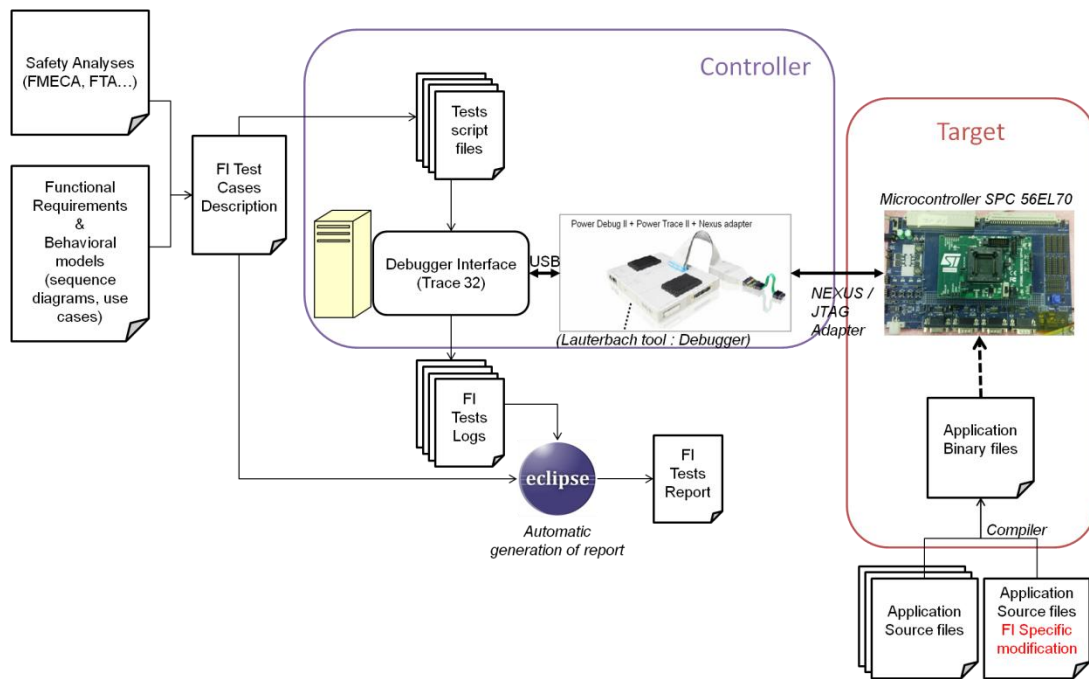 Safety Analyses
(FMECA, FTA…)
Functional
Requirements
&
Behavioral
models
(sequence
diagrams, use
cases)
FI Test
Cases
Description
Controller
Tests
script
files
Debugger Interface
(Trace 32)
USB
Power Debug II + Power Trace II + Nexus adapter
(Lauterbach tool : Debugger)
NEXUS /
JTAG
Adapter
FI
Tests
Logs
eclipse
Automatic
generation of report
FI
Tests
Report
Target
Microcontroller SPC 56EL70
ST
Application
Binary files
Compiler
Application
Source files
Application
Source files
FI Specific
modification